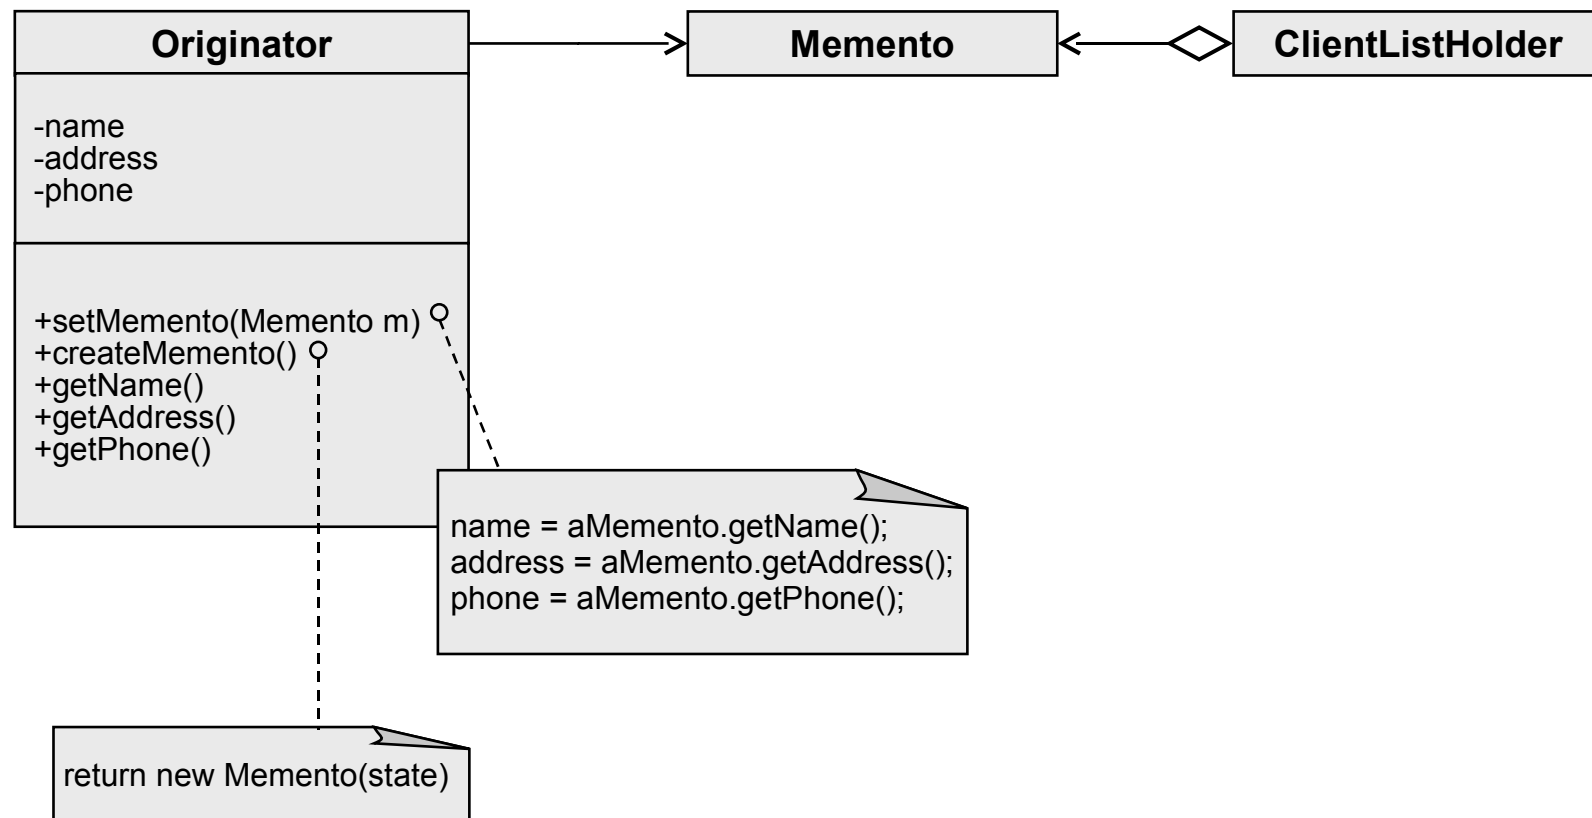 Originator
Memento
ClientListHolder
-name
-address
-phone
+setMemento(Memento m)
+createMemento()
+getName()
+getAddress()
+getPhone()
name = aMemento.getName();
address = aMemento.getAddress();
phone = aMemento.getPhone();
return new Memento(state)